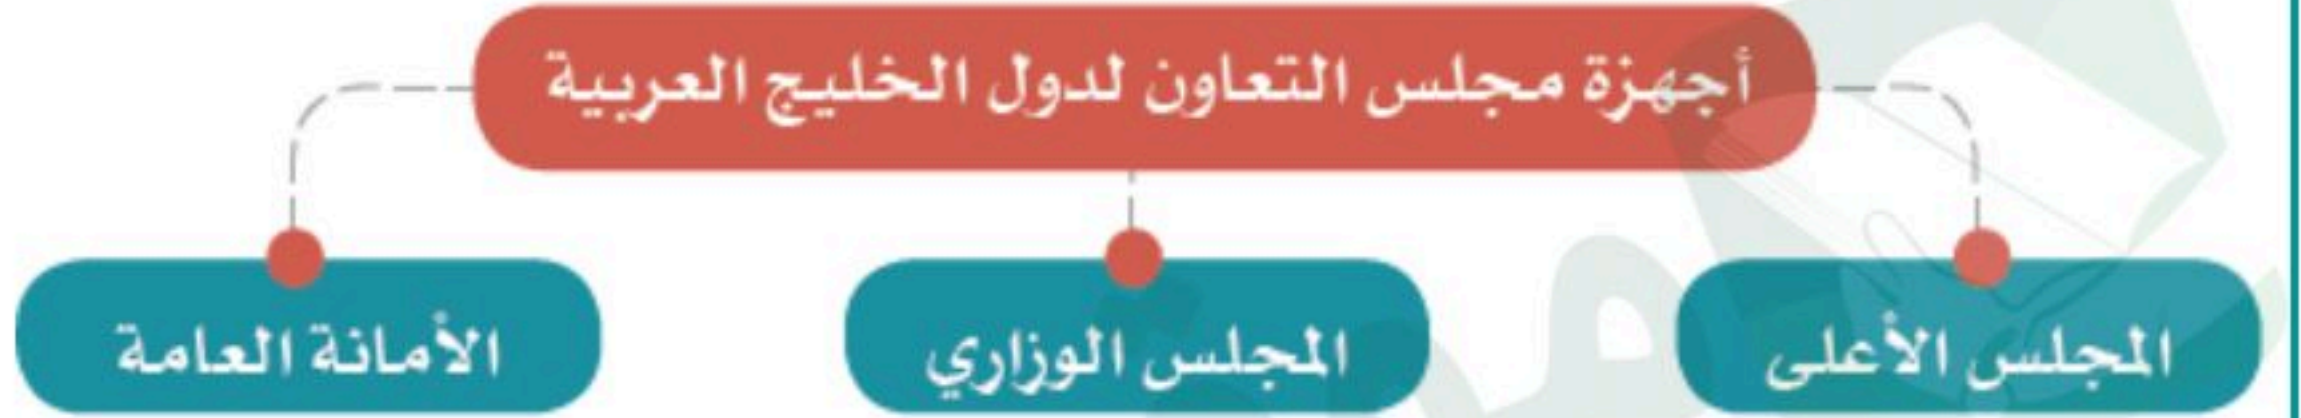 أجهزة مجلس التعاون لدول الخليج العربية
المجلس الأعلى
المجلس الوزاري
الأمانة العامة